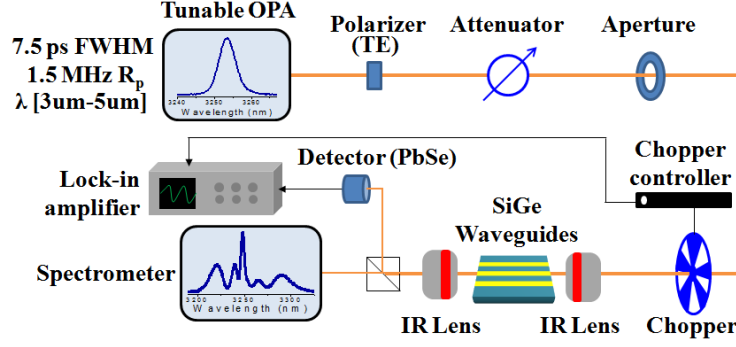 Tunable OPA
7.5 ps FWHM
1.5 MHz Rp
λ [3um-5um]
3240 3250 3260
Wavelength (nm)
Polarizer
(TE)
Attenuator
Aperture
Lock-in
amplifier
Detector (PbSe)
Chopper
controller
SiGe
Waveguides
Spectrometer
3200 3250 3300
Wavelength (nm)
IR Lens
IR Lens
Chopper